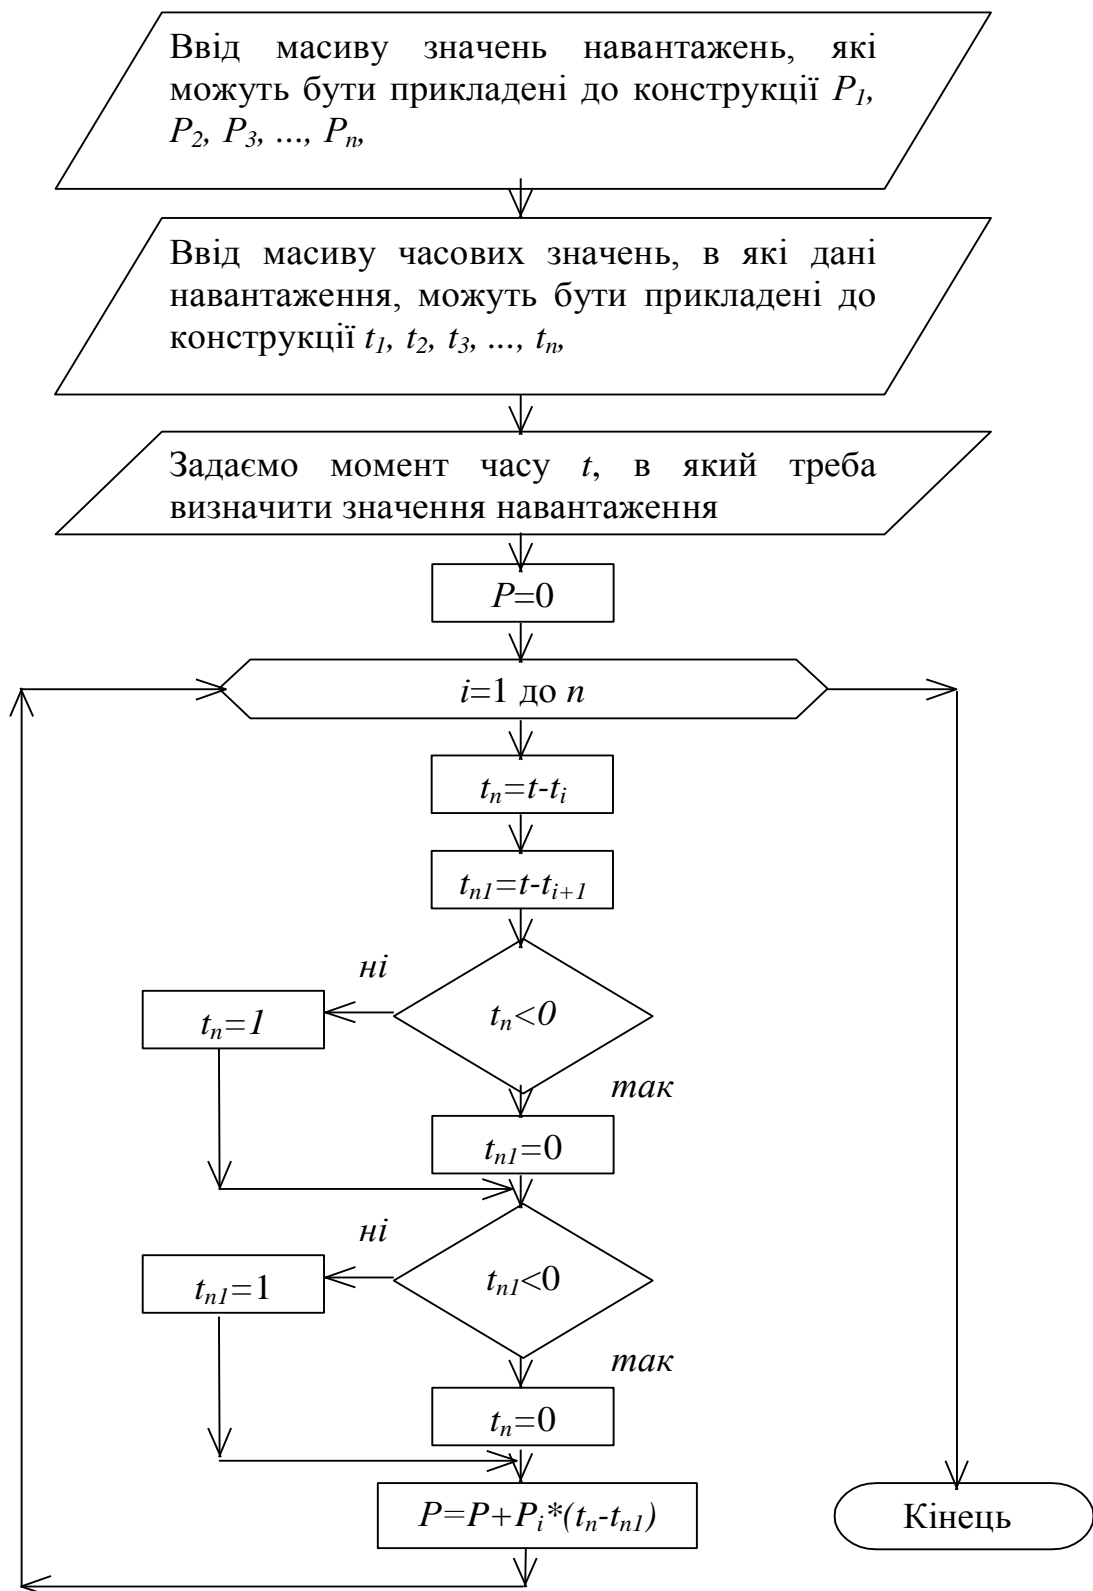 Ввід масиву значень навантажень, які
можуть бути прикладені до конструкції P1,
P2, P3, ..., Pn,
Ввід масиву часових значень, в які дані
навантаження, можуть бути прикладені до
конструкції t1, t2, t3, ..., tn,
Задаємо момент часу t, в який треба
визначити значення навантаження
P=0
i=1 до n
tn=t-ti
tn1=t-ti+1
ні
tn<0
tn=1
так
tn1=0
ні
tn1<0
tn1=1
так
tn=0
P=P+Pi*(tn-tn1)
Кінець